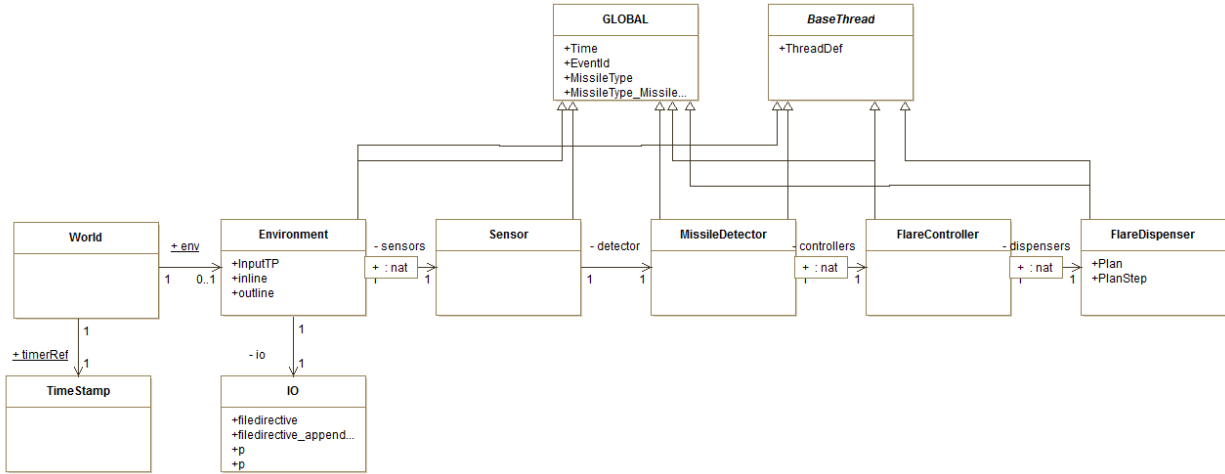 GLOBAL
+Time
+EventId
+MissileType
+MissileType_Missile...
BaseThread
+ThreadDef
World
+ env
1
0..1
Environment
+InputTP
+inline
+outline
- sensors
+ : nat
1
1
Sensor
- detector
1
1
MissileDetector
- controllers
+ : nat
1
1
FlareController
- dispensers
+ : nat
1
1
FlareDispenser
+Plan
+PlanStep
1
+ timerRef
1
TimeStamp
1
- io
1
IO
+filedirective
+filedirective_append...
+p
+p